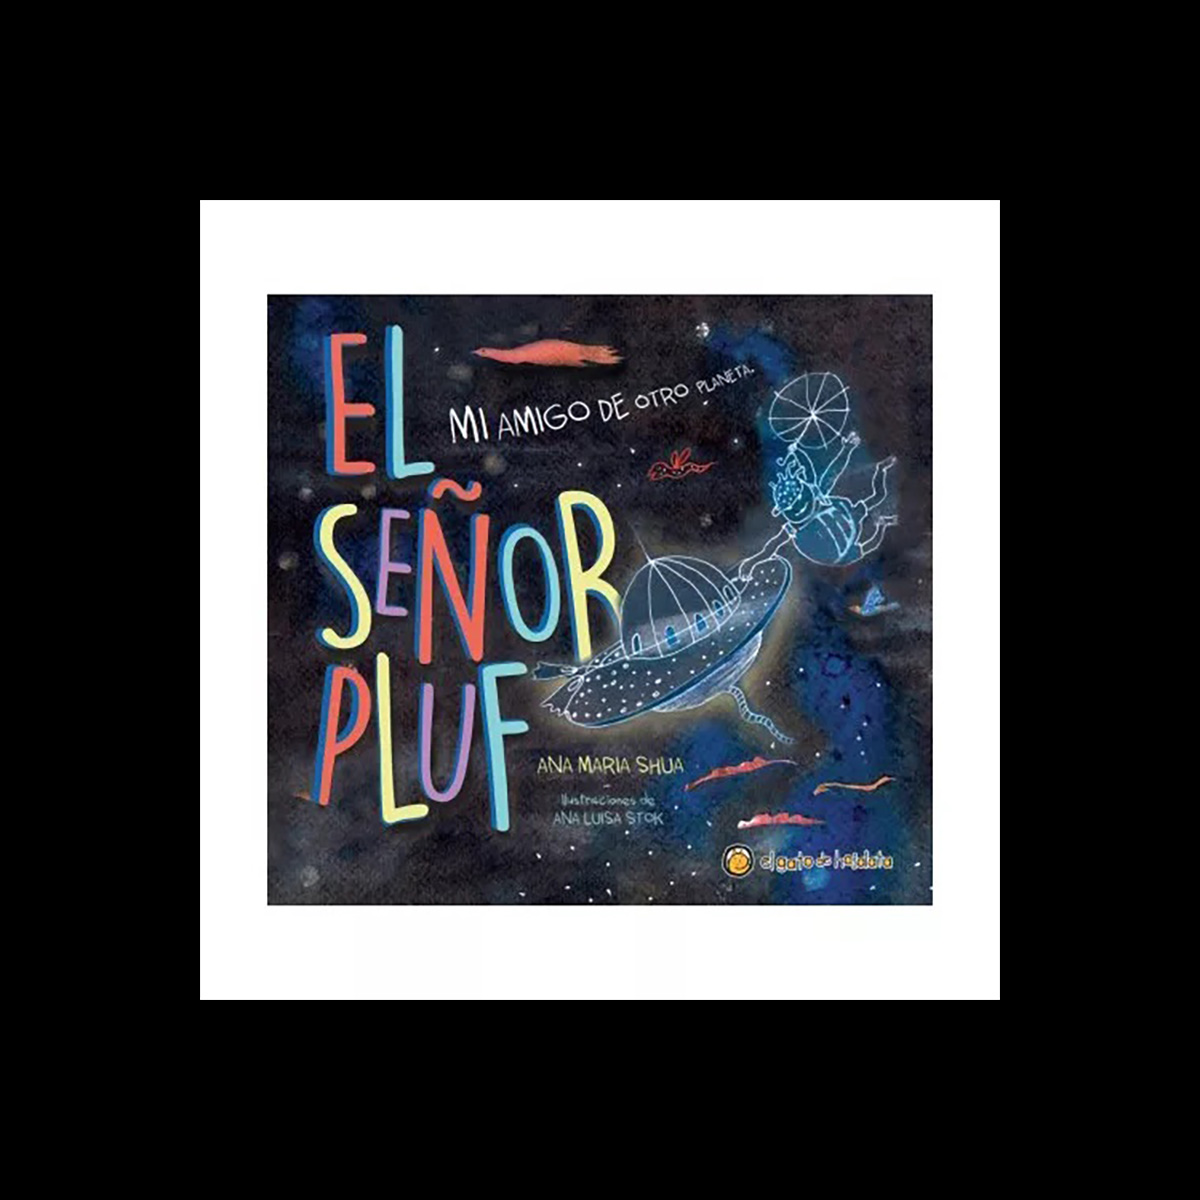 EL
SEÑOR
PLUF
MI AMIGO DE OTRO PLANETA.
ANA MARIA SHUA
Ilustraciones de
ANA LUISA STOK
el gato de hojalata